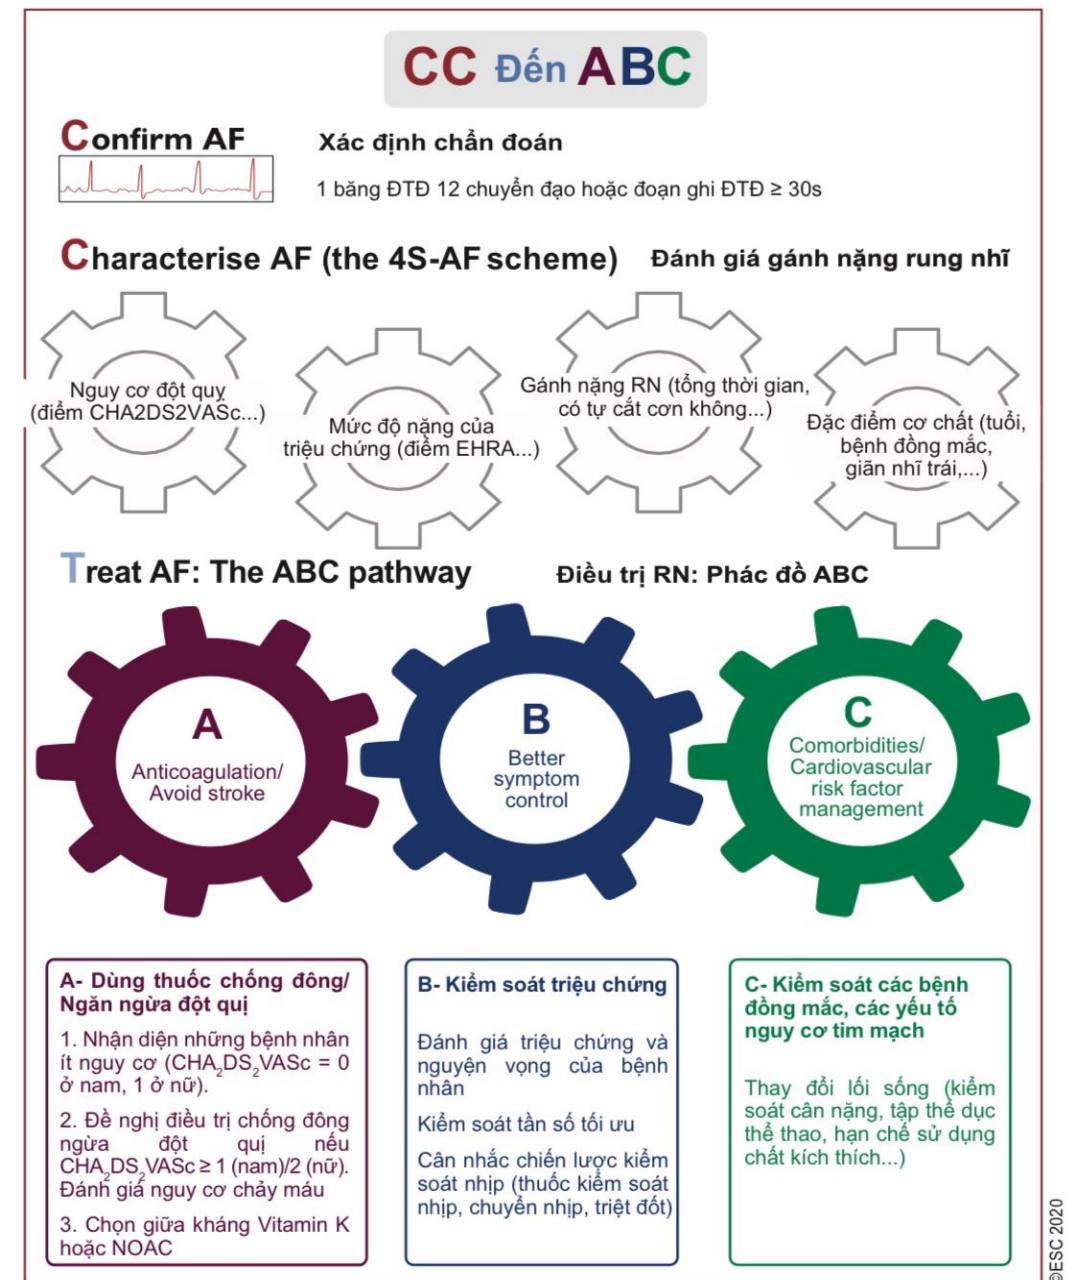 CC Đến ABC
Confirm AF
Xác định chẩn đoán
1 băng ĐTĐ 12 chuyển đạo hoặc đoạn ghi ĐTĐ ≥ 30s
Characterise AF (the 4S-AF scheme)
Đánh giá gánh nặng rung nhĩ
Nguy cơ đột quỵ
(điểm CHA2DS2VASc...)
Mức độ nặng của
triệu chứng (điểm EHRA...)
Gánh nặng RN (tổng thời gian,
có tự cắt cơn không...)
Đặc điểm cơ chất (tuổi,
bệnh đồng mắc,
giãn nhĩ trái,...)
Treat AF: The ABC pathway
Điều trị RN: Phác đồ ABC
A
Anticoagulation/
Avoid stroke
B
Better
symptom
control
C
Comorbidities/
Cardiovascular
risk factor
management
A- Dùng thuốc chống đông/
Ngăn ngừa đột quị
1. Nhận diện những bệnh nhân
ít nguy cơ (CHA₂DS₂VASc = 0
ở nam, 1 ở nữ).
2. Đề nghị điều trị chống đông
ngừa đột quị nếu
CHA₂DS₂VASc ≥ 1 (nam)/2 (nữ).
Đánh giá nguy cơ chảy máu
3. Chọn giữa kháng Vitamin K
hoặc NOAC
B- Kiểm soát triệu chứng
Đánh giá triệu chứng và
nguyện vọng của bệnh
nhân
Kiểm soát tần số tối ưu
Cân nhắc chiến lược kiểm
soát nhịp (thuốc kiểm soát
nhịp, chuyển nhịp, triệt đốt)
C- Kiểm soát các bệnh
đồng mắc, các yếu tố
nguy cơ tim mạch
Thay đổi lối sống (kiểm
soát cân nặng, tập thể dục
thể thao, hạn chế sử dụng
chất kích thích...)
©ESC 2020